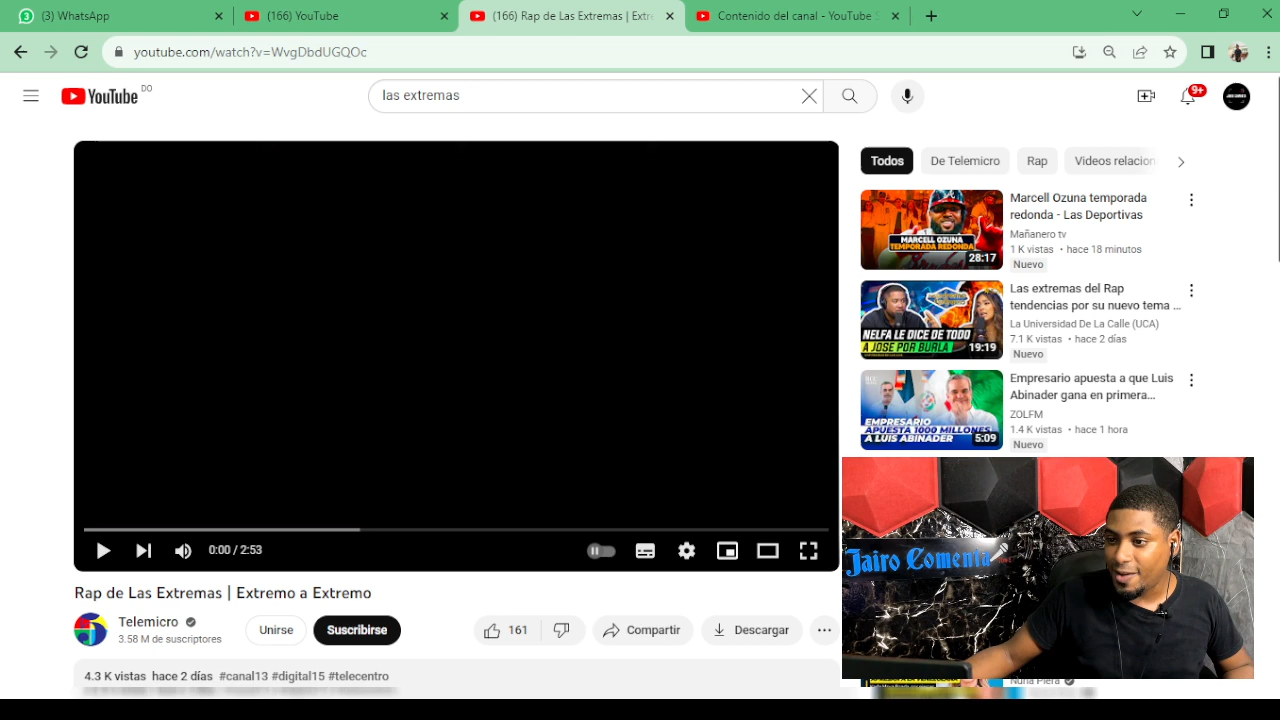 (3) WhatsApp
(166) YouTube
(166) Rap de Las Extremas | Extre
Contenido del canal - YouTube S
youtube.com/watch?v=WvgDbdUGQOc
YouTube DO
las extremas
9+
Todos
De Telemicro
Rap
Videos relacion
Marcell Ozuna temporada
redonda - Las Deportivas
Mañanero tv
1 K vistas • hace 18 minutos
Nuevo
MARCELL OZUNA
TEMPORADA REDONDA
28:17
Las extremas del Rap
tendencias por su nuevo tema ...
La Universidad De La Calle (UCA)
7.1 K vistas • hace 2 días
Nuevo
NELFA LE DICE DE TODO
A JOSE POR BURLA
19:19
Empresario apuesta a que Luis
Abinader gana en primera...
ZOLFM
1.4 K vistas • hace 1 hora
Nuevo
EMPRESARIO
APUESTA 1000 MILLONES
A LUIS ABINADER
5:09
0:00 / 2:53
Rap de Las Extremas | Extremo a Extremo
Telemicro
3.58 M de suscriptores
Unirse
Suscribirse
161
Compartir
Descargar
4.3 K vistas hace 2 días #canal13 #digital15 #telecentro
Jairo Comenta
Nuria Piera